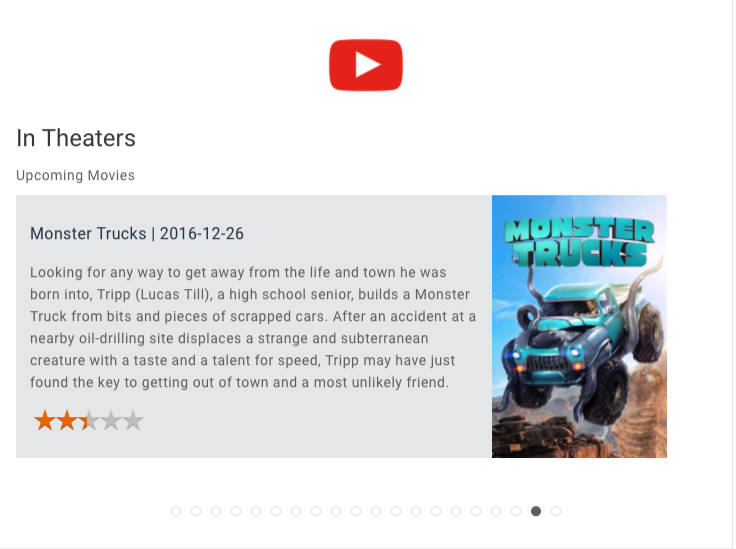 In Theaters
Upcoming Movies
Monster Trucks | 2016-12-26
Looking for any way to get away from the life and town he was
born into, Tripp (Lucas Till), a high school senior, builds a Monster
Truck from bits and pieces of scrapped cars. After an accident at a
nearby oil-drilling site displaces a strange and subterranean
creature with a taste and a talent for speed, Tripp may have just
found the key to getting out of town and a most unlikely friend.
MONSTER
TRUCKS